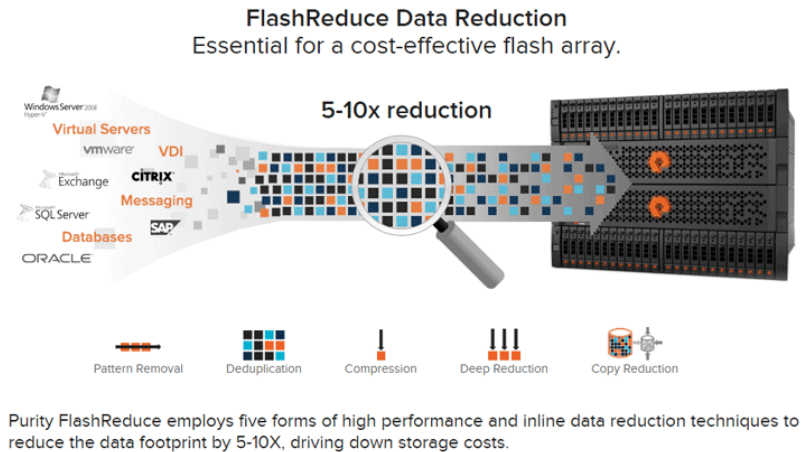 FlashReduce Data Reduction
Essential for a cost-effective flash array.
5-10x reduction
Windows Server 2008
Hyper-V
Virtual Servers
vmware
VDI
Microsoft
Exchange
CITRIX
Messaging
Microsoft
SQL Server
SAP
Databases
ORACLE
Pattern Removal
Deduplication
Compression
Deep Reduction
Copy Reduction
Purity FlashReduce employs five forms of high performance and inline data reduction techniques to
reduce the data footprint by 5-10X, driving down storage costs.